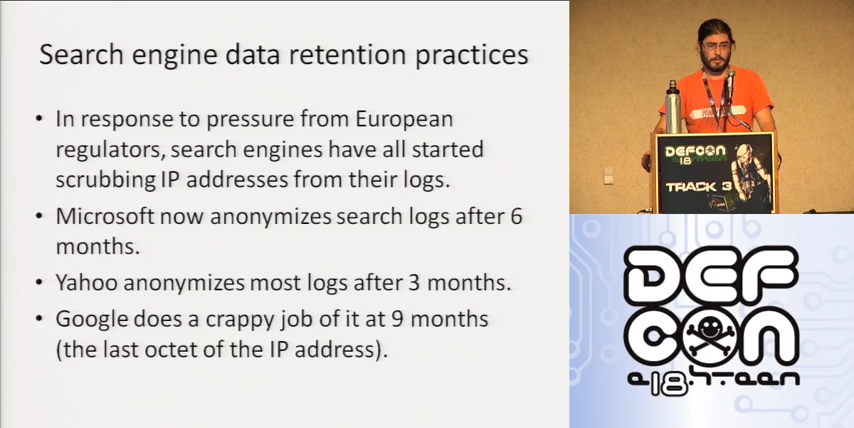 Search engine data retention practices
• In response to pressure from European
regulators, search engines have all started
scrubbing IP addresses from their logs.
• Microsoft now anonymizes search logs after 6
months.
• Yahoo anonymizes most logs after 3 months.
• Google does a crappy job of it at 9 months
(the last octet of the IP address).
DEFCON
18
TRACK 3
DEF
CON
e18hteen